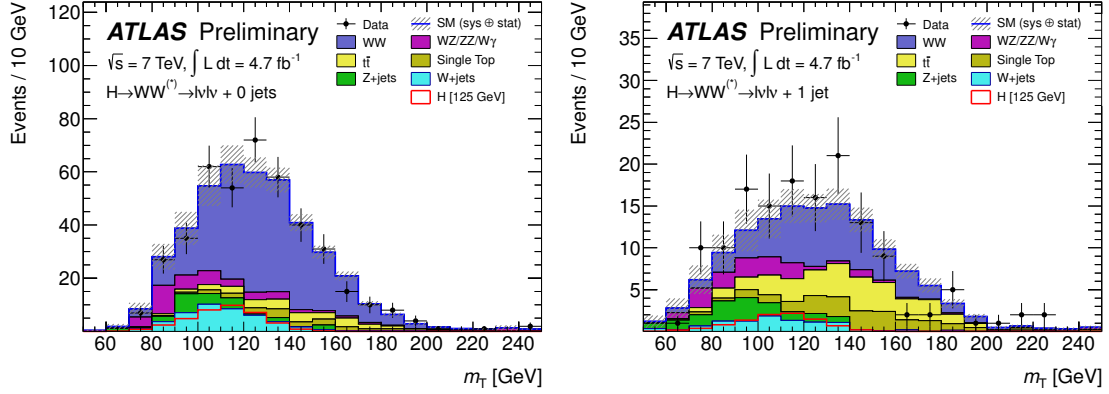 Events / 10 GeV
120
100
80
60
40
20
ATLAS Preliminary
√s = 7 TeV, ∫ L dt = 4.7 fb⁻¹
H→WW⁽*⁾→lνlν + 0 jets
Data
SM (sys ⊕ stat)
WW
WZ/ZZ/Wγ
tt̄
Single Top
Z+jets
W+jets
H [125 GeV]
60 80 100 120 140 160 180 200 220 240
m_T [GeV]
Events / 10 GeV
35
30
25
20
15
10
5
0
ATLAS Preliminary
√s = 7 TeV, ∫ L dt = 4.7 fb⁻¹
H→WW⁽*⁾→lνlν + 1 jet
Data
SM (sys ⊕ stat)
WW
WZ/ZZ/Wγ
tt̄
Single Top
Z+jets
W+jets
H [125 GeV]
60 80 100 120 140 160 180 200 220 240
m_T [GeV]